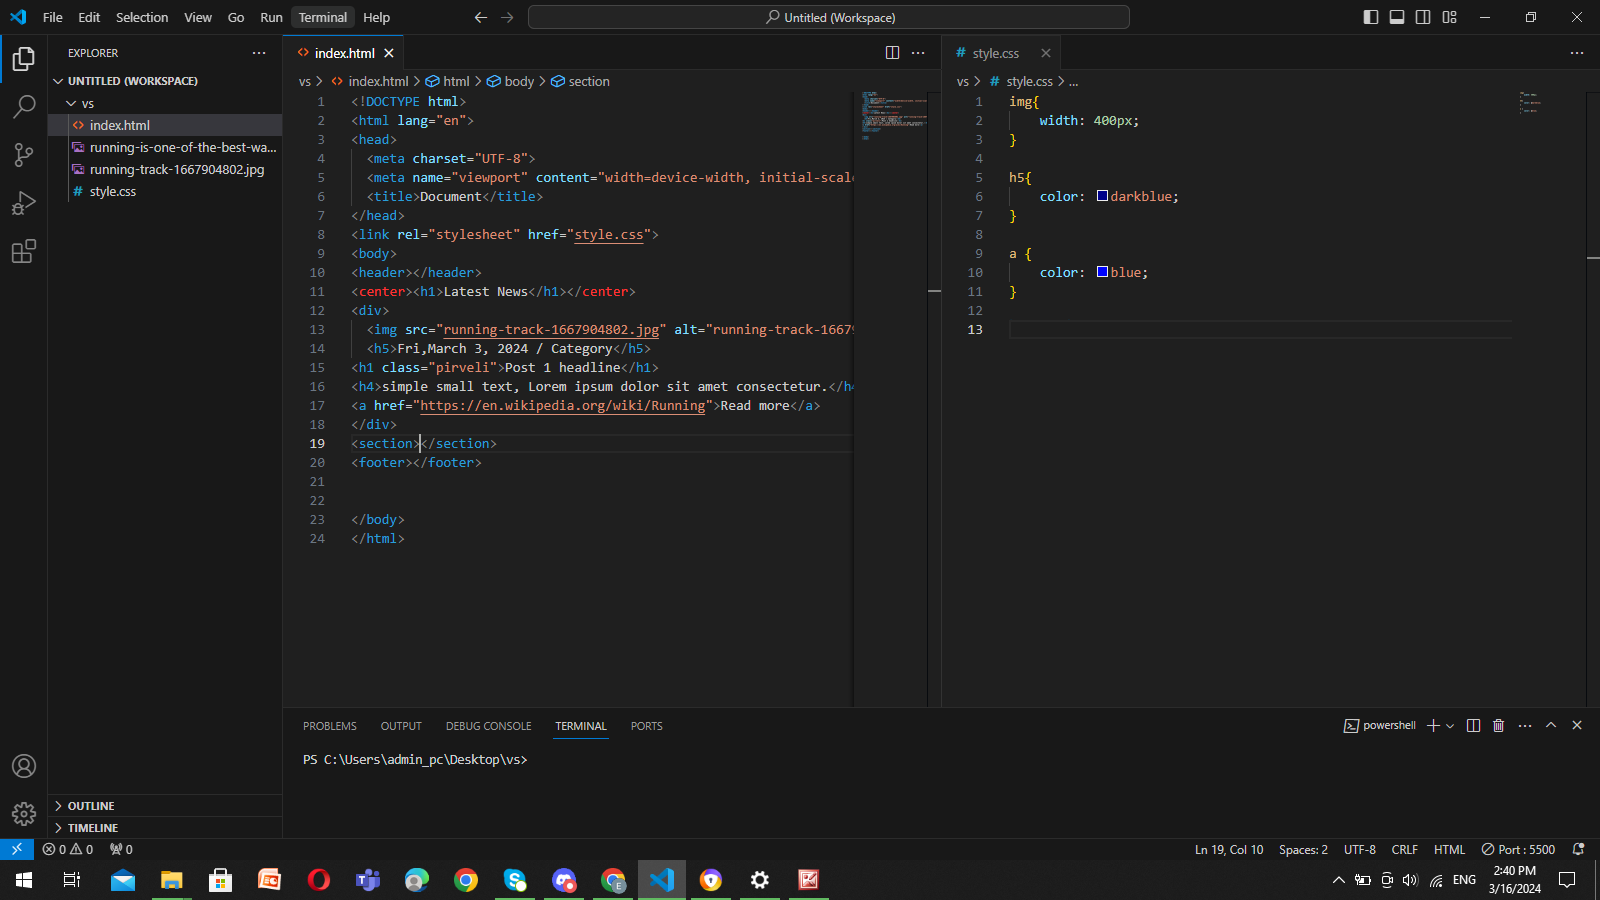 File Edit Selection View Go Run Terminal Help
Untitled (Workspace)
EXPLORER
UNTITLED (WORKSPACE)
vs
index.html
running-is-one-of-the-best-wa...
running-track-1667904802.jpg
style.css
OUTLINE
TIMELINE
index.html
vs > index.html > html > body > section
1 <!DOCTYPE html>
2 <html lang="en">
3 <head>
4 <meta charset="UTF-8">
5 <meta name="viewport" content="width=device-width, initial-scale
6 <title>Document</title>
7 </head>
8 <link rel="stylesheet" href="style.css">
9 <body>
10 <header></header>
11 <center><h1>Latest News</h1></center>
12 <div>
13 <img src="running-track-1667904802.jpg" alt="running-track-16679
14 <h5>Fri,March 3, 2024 / Category</h5>
15 <h1 class="pirveli">Post 1 headline</h1>
16 <h4>simple small text, Lorem ipsum dolor sit amet consectetur.</h4
17 <a href="https://en.wikipedia.org/wiki/Running">Read more</a>
18 </div>
19 <section></section>
20 <footer></footer>
21
22
23 </body>
24 </html>
style.css
vs > style.css > ...
1 img{
2 width: 400px;
3 }
4
5 h5{
6 color: darkblue;
7 }
8
9 a {
10 color: blue;
11 }
12
13
PROBLEMS OUTPUT DEBUG CONSOLE TERMINAL PORTS
powershell
PS C:\Users\admin_pc\Desktop\vs>
0 0 0
Ln 19, Col 10 Spaces: 2 UTF-8 CRLF HTML Port : 5500
ENG
2:40 PM
3/16/2024